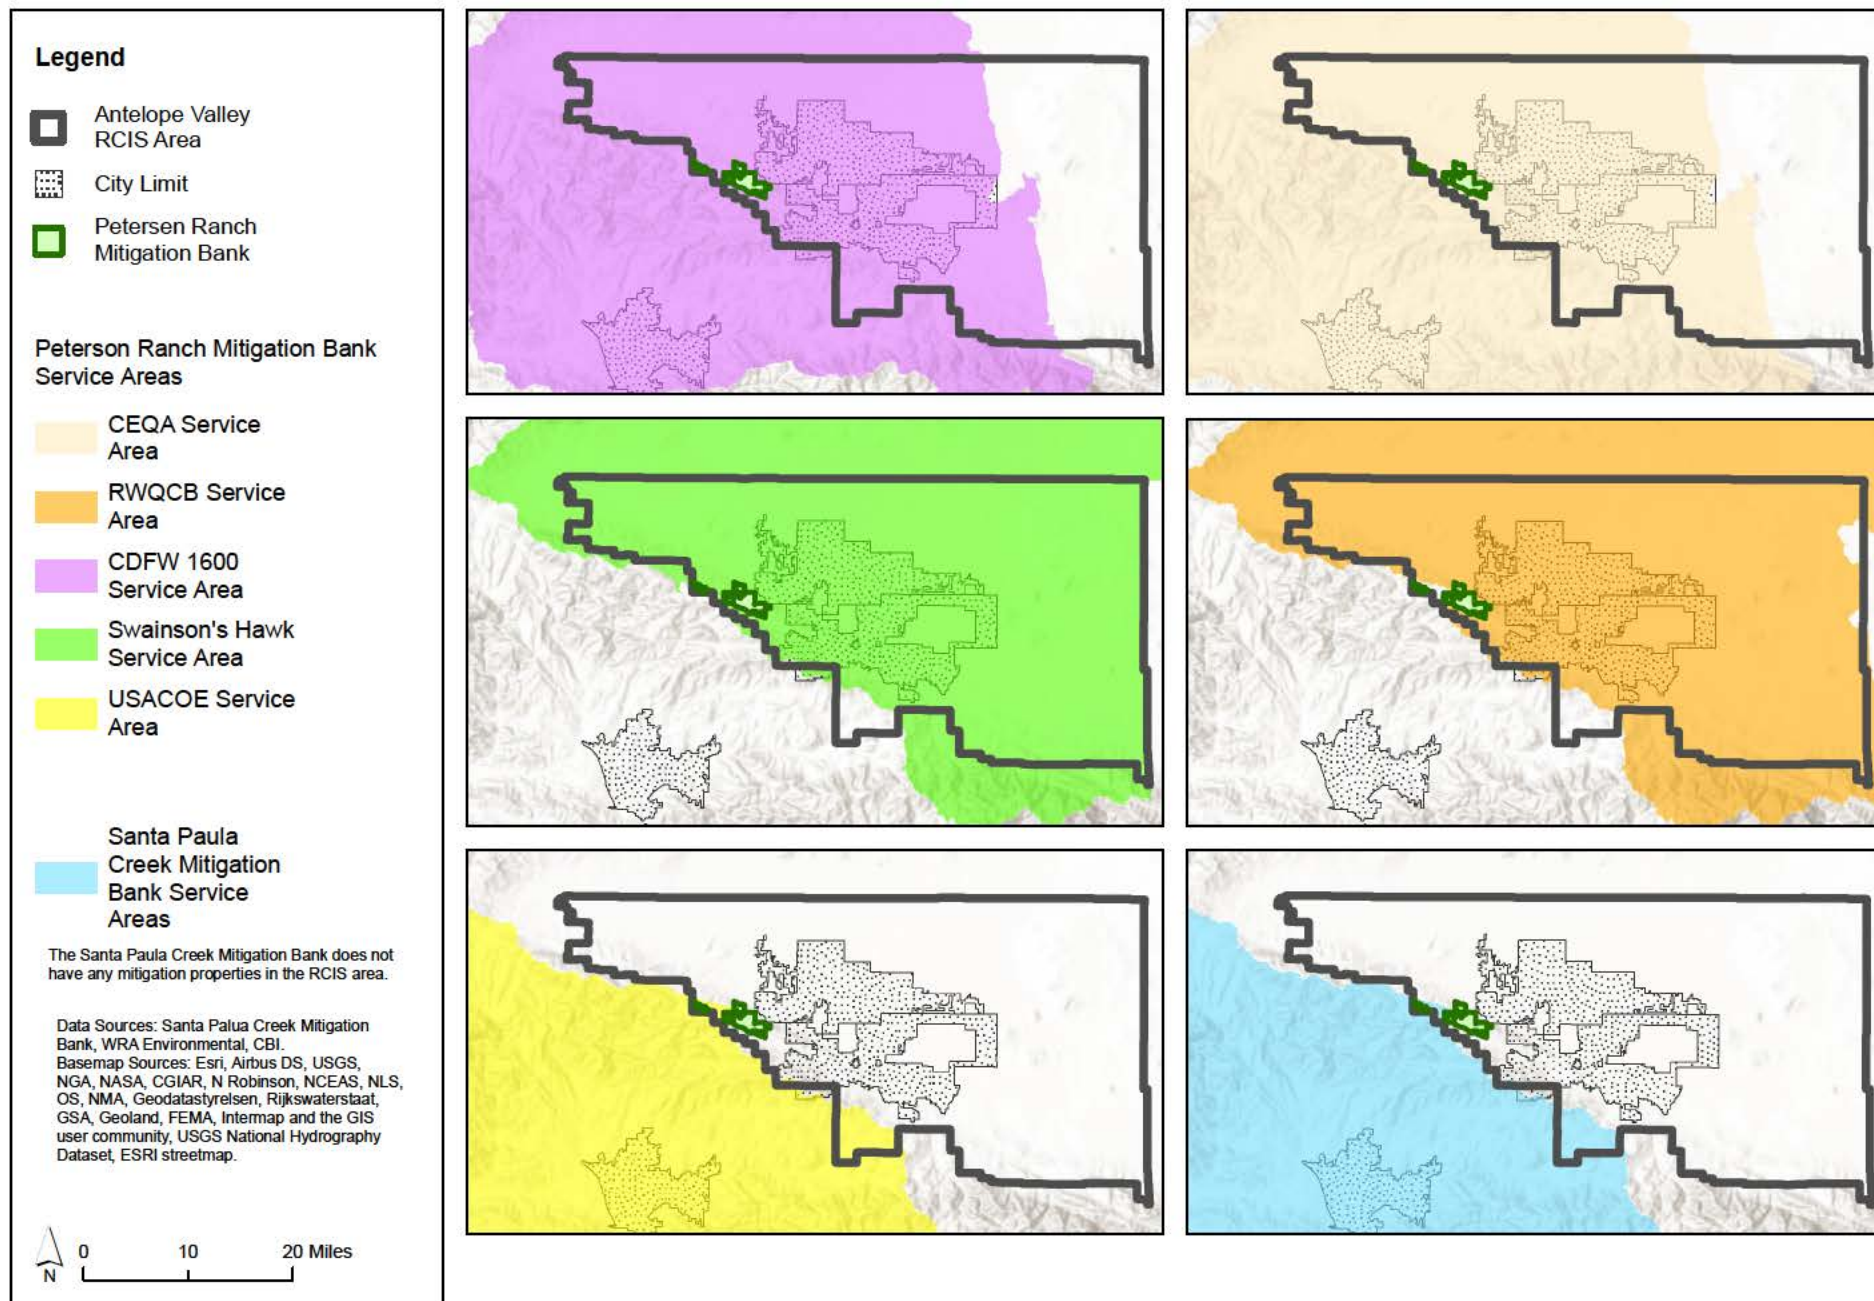 Legend
Antelope Valley
RCIS Area
City Limit
Petersen Ranch
Mitigation Bank
Peterson Ranch Mitigation Bank
Service Areas
CEQA Service
Area
RWQCB Service
Area
CDFW 1600
Service Area
Swainson's Hawk
Service Area
USACOE Service
Area
Santa Paula
Creek Mitigation
Bank Service
Areas
The Santa Paula Creek Mitigation Bank does not
have any mitigation properties in the RCIS area.
Data Sources: Santa Palua Creek Mitigation
Bank, WRA Environmental, CBI.
Basemap Sources: Esri, Airbus DS, USGS,
NGA, NASA, CGIAR, N Robinson, NCEAS, NLS,
OS, NMA, Geodatastyrelsen, Rijkswaterstaat,
GSA, Geoland, FEMA, Intermap and the GIS
user community, USGS National Hydrography
Dataset, ESRI streetmap.
N
0 10 20 Miles